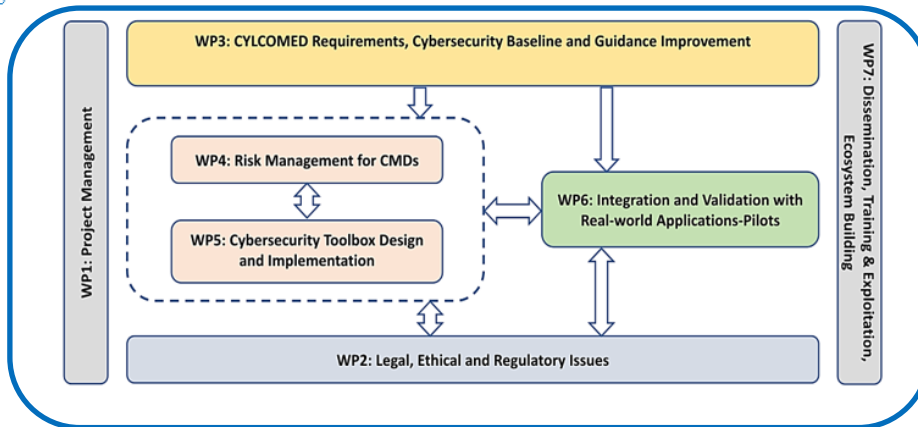 WP1: Project Management
WP3: CYLCOMED Requirements, Cybersecurity Baseline and Guidance Improvement
WP4: Risk Management for CMDs
WP5: Cybersecurity Toolbox Design
and Implementation
WP6: Integration and Validation with
Real-world Applications-Pilots
WP2: Legal, Ethical and Regulatory Issues
WP7: Dissemination, Training & Exploitation,
Ecosystem Building